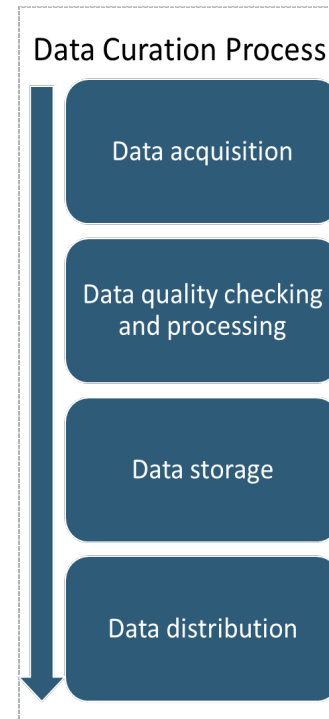 Data Curation Process
Data acquisition
Data quality checking
and processing
Data storage
Data distribution